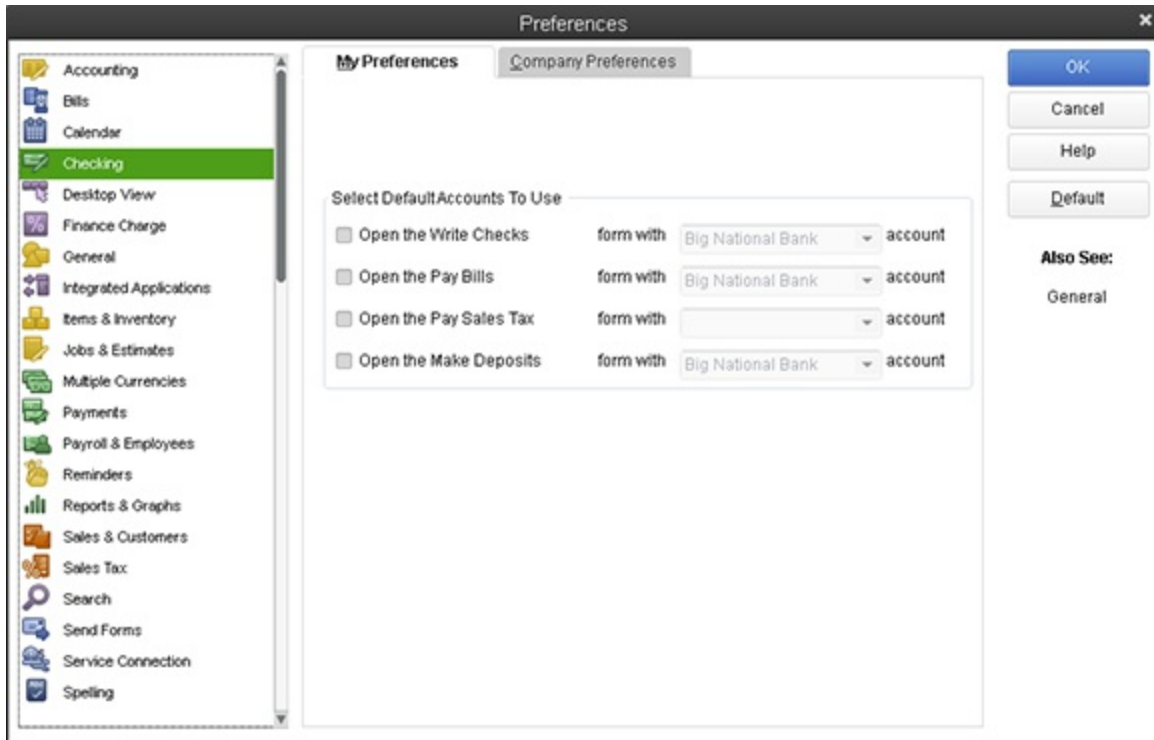 Preferences
Accounting
Bills
Calendar
Checking
Desktop View
Finance Charge
General
Integrated Applications
Items & Inventory
Jobs & Estimates
Multiple Currencies
Payments
Payroll & Employees
Reminders
Reports & Graphs
Sales & Customers
Sales Tax
Search
Send Forms
Service Connection
Spelling
My Preferences
Company Preferences
Select Default Accounts To Use
Open the Write Checks form with Big National Bank account
Open the Pay Bills form with Big National Bank account
Open the Pay Sales Tax form with account
Open the Make Deposits form with Big National Bank account
OK
Cancel
Help
Default
Also See:
General